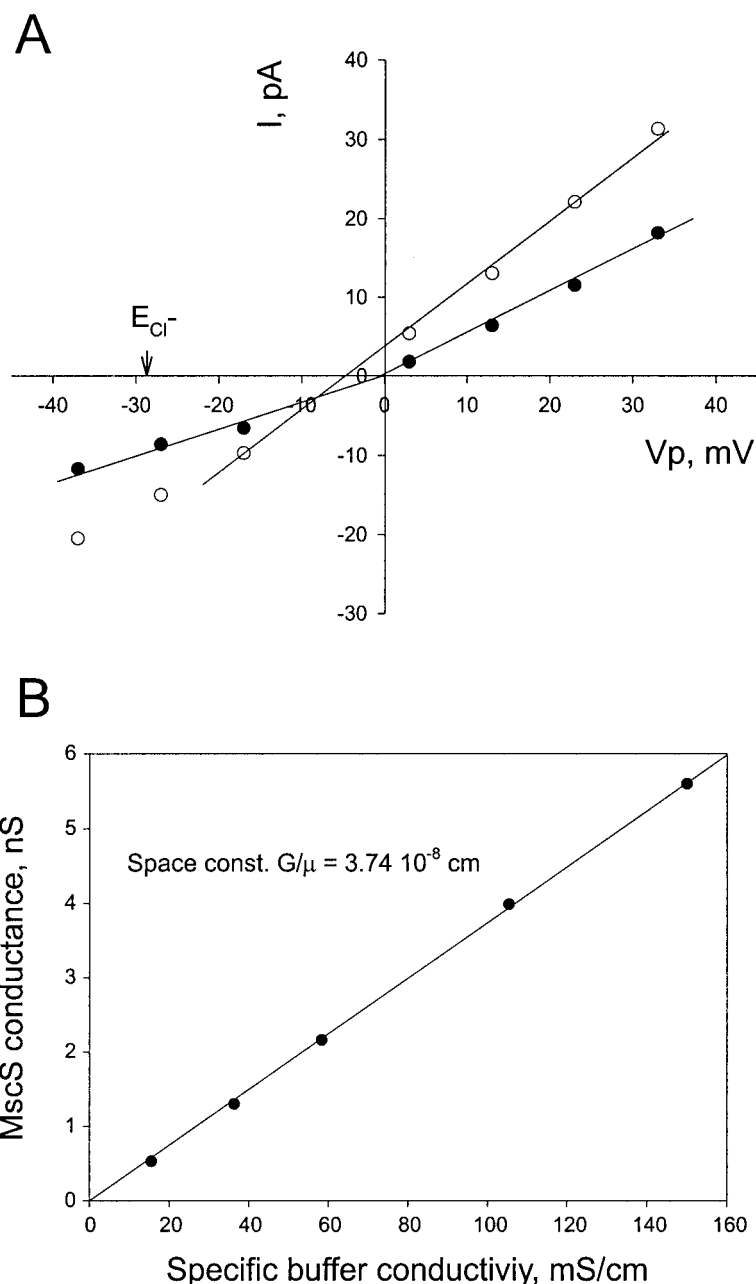 A
I, pA
40
30
20
10
0
-10
-20
-30
-40 -30 -20 -10 0 10 20 30 40
E_Cl-
Vp, mV
B
MscS conductance, nS
6
5
4
3
2
1
0
Space const. G/μ = 3.74 10^-8 cm
0 20 40 60 80 100 120 140 160
Specific buffer conductiviy, mS/cm